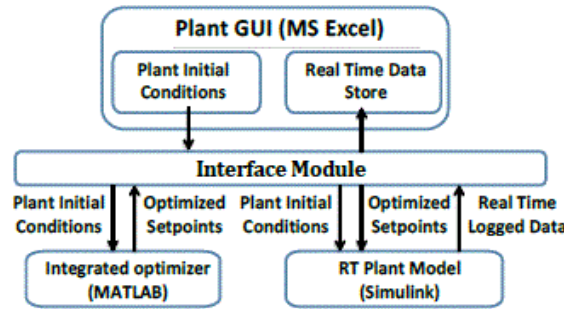 Plant GUI (MS Excel)
Plant Initial
Conditions
Real Time Data
Store
Interface Module
Plant Initial
Conditions
Optimized
Setpoints
Plant Initial
Conditions
Optimized
Setpoints
Real Time
Logged Data
Integrated optimizer
(MATLAB)
RT Plant Model
(Simulink)